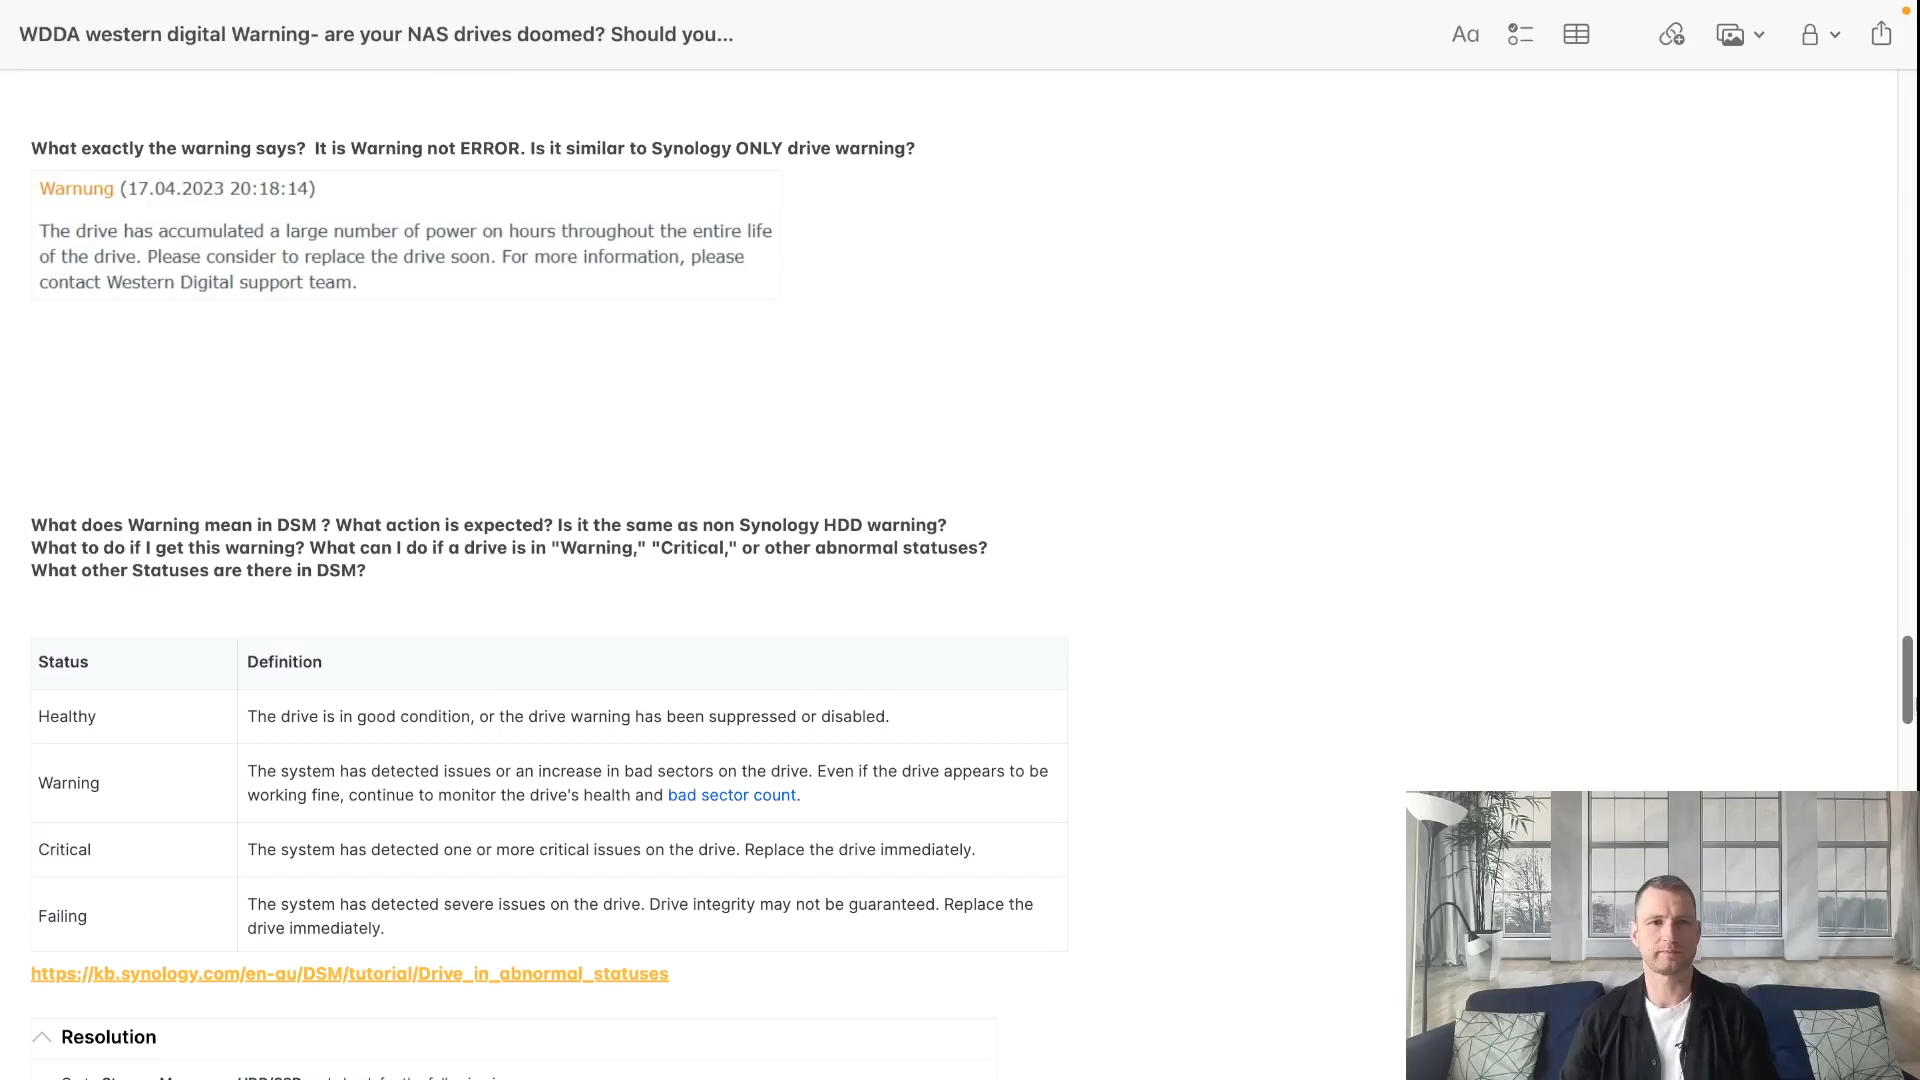 WDDA western digital Warning- are your NAS drives doomed? Should you...
Aa
What exactly the warning says?  It is Warning not ERROR. Is it similar to Synology ONLY drive warning?
Warnung (17.04.2023 20:18:14)
The drive has accumulated a large number of power on hours throughout the entire life
of the drive. Please consider to replace the drive soon. For more information, please
contact Western Digital support team.
What does Warning mean in DSM ? What action is expected? Is it the same as non Synology HDD warning?
What to do if I get this warning? What can I do if a drive is in "Warning," "Critical," or other abnormal statuses?
What other Statuses are there in DSM?
Status Definition
Healthy The drive is in good condition, or the drive warning has been suppressed or disabled.
Warning The system has detected issues or an increase in bad sectors on the drive. Even if the drive appears to be
working fine, continue to monitor the drive's health and bad sector count.
Critical The system has detected one or more critical issues on the drive. Replace the drive immediately.
Failing The system has detected severe issues on the drive. Drive integrity may not be guaranteed. Replace the
drive immediately.
https://kb.synology.com/en-au/DSM/tutorial/Drive_in_abnormal_statuses
Resolution